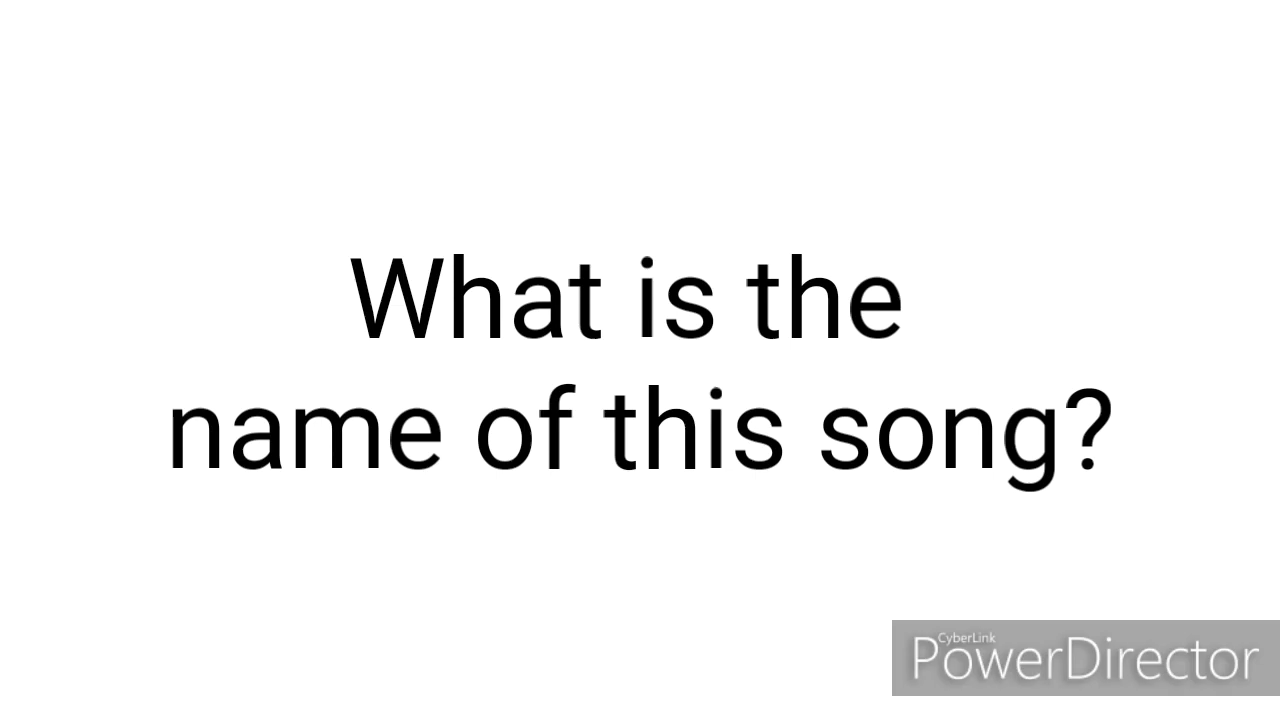 What is the
name of this song?
CyberLink
PowerDirector